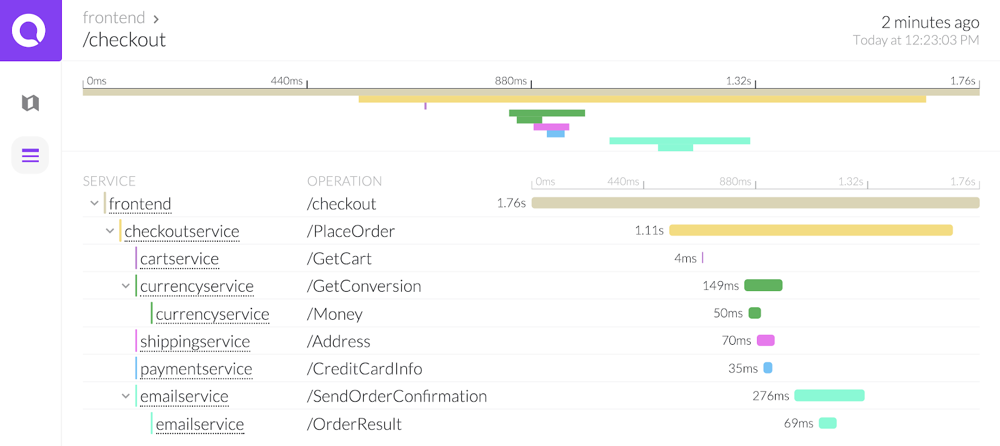 frontend >
/checkout
2 minutes ago
Today at 12:23:03 PM
0ms 440ms 880ms 1.32s 1.76s
SERVICE OPERATION 0ms 440ms 880ms 1.32s 1.76s
frontend /checkout 1.76s
checkoutservice /PlaceOrder 1.11s
cartservice /GetCart 4ms
currencyservice /GetConversion 149ms
currencyservice /Money 50ms
shippingservice /Address 70ms
paymentservice /CreditCardInfo 35ms
emailservice /SendOrderConfirmation 276ms
emailservice /OrderResult 69ms